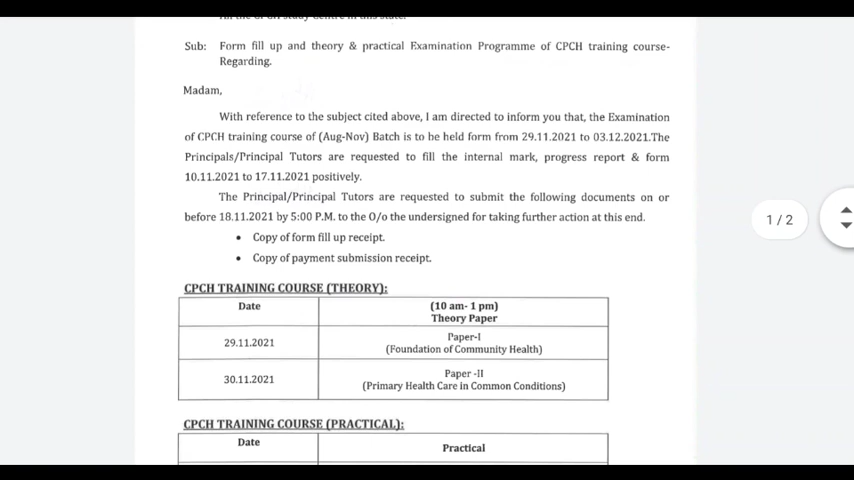 Sub: Form fill up and theory & practical Examination Programme of CPCH training course-
Regarding.
Madam,
With reference to the subject cited above, I am directed to inform you that, the Examination
of CPCH training course of (Aug-Nov) Batch is to be held form from 29.11.2021 to 03.12.2021.The
Principals/Principal Tutors are requested to fill the internal mark, progress report & form
10.11.2021 to 17.11.2021 positively.
The Principal/Principal Tutors are requested to submit the following documents on or
before 18.11.2021 by 5:00 P.M. to the O/o the undersigned for taking further action at this end.
• Copy of form fill up receipt.
• Copy of payment submission receipt.
CPCH TRAINING COURSE (THEORY):
Date
(10 am- 1 pm)
Theory Paper
29.11.2021
Paper-I
(Foundation of Community Health)
30.11.2021
Paper -II
(Primary Health Care in Common Conditions)
CPCH TRAINING COURSE (PRACTICAL):
Date
Practical
1 / 2